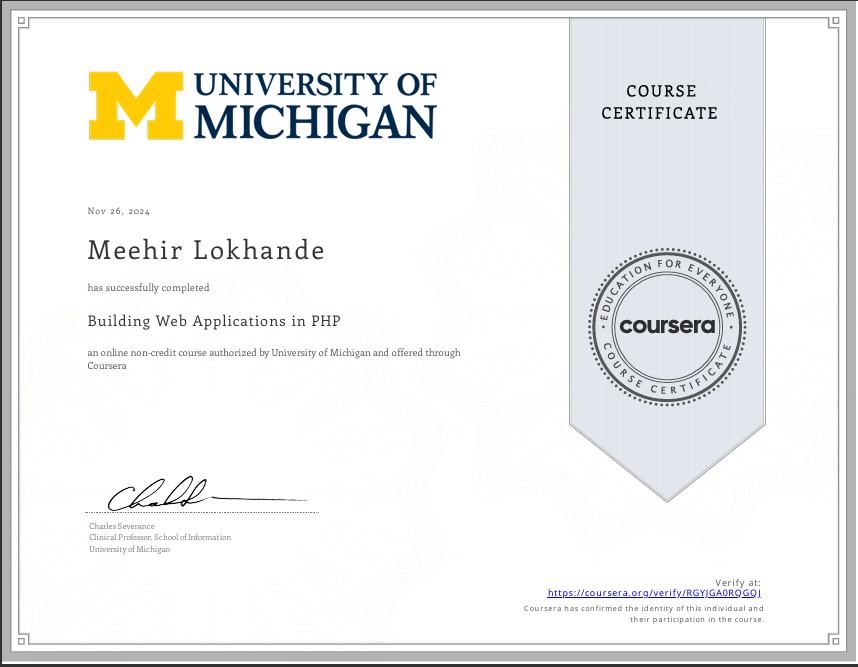 UNIVERSITY OF
MICHIGAN
COURSE
CERTIFICATE
Nov 26, 2024
Meehir Lokhande
has successfully completed
Building Web Applications in PHP
an online non-credit course authorized by University of Michigan and offered through
Coursera
EDUCATION FOR EVERYONE
coursera
COURSE CERTIFICATE
Charles Severance
Clinical Professor, School of Information
University of Michigan
Verify at:
https://coursera.org/verify/RGYJGA0RQGQJ
Coursera has confirmed the identity of this individual and
their participation in the course.